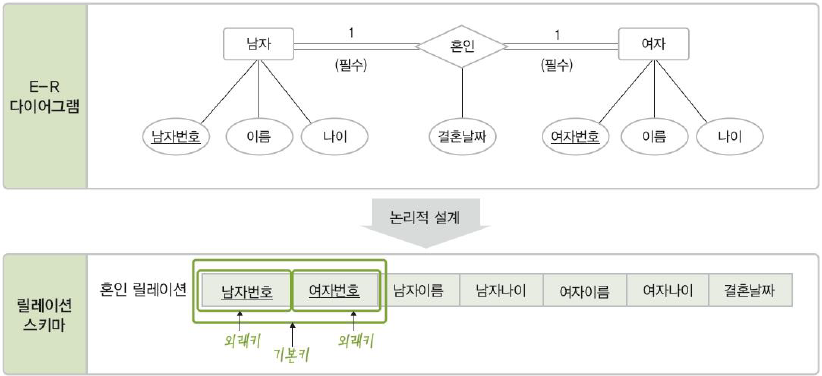 E-R
다이어그램
남자
1
(필수)
혼인
1
(필수)
여자
남자번호
이름
나이
결혼날짜
여자번호
이름
나이
논리적 설계
릴레이션
스키마
혼인 릴레이션
남자번호
여자번호
남자이름
남자나이
여자이름
여자나이
결혼날짜
외래키
기본키
외래키